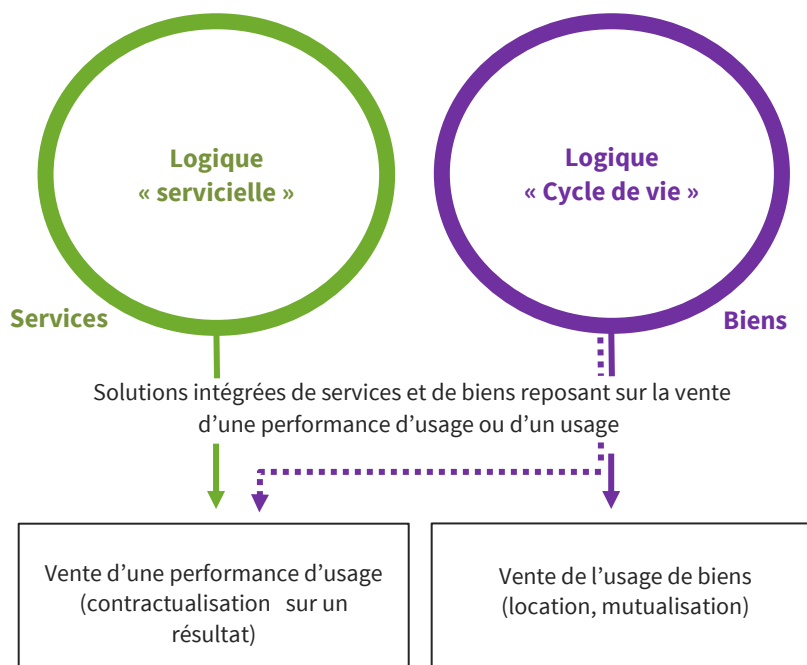 Logique
« servicielle »
Logique
« Cycle de vie »
Services
Biens
Solutions intégrées de services et de biens reposant sur la vente
d’une performance d’usage ou d’un usage
Vente d’une performance d’usage
(contractualisation sur un
résultat)
Vente de l’usage de biens
(location, mutualisation)